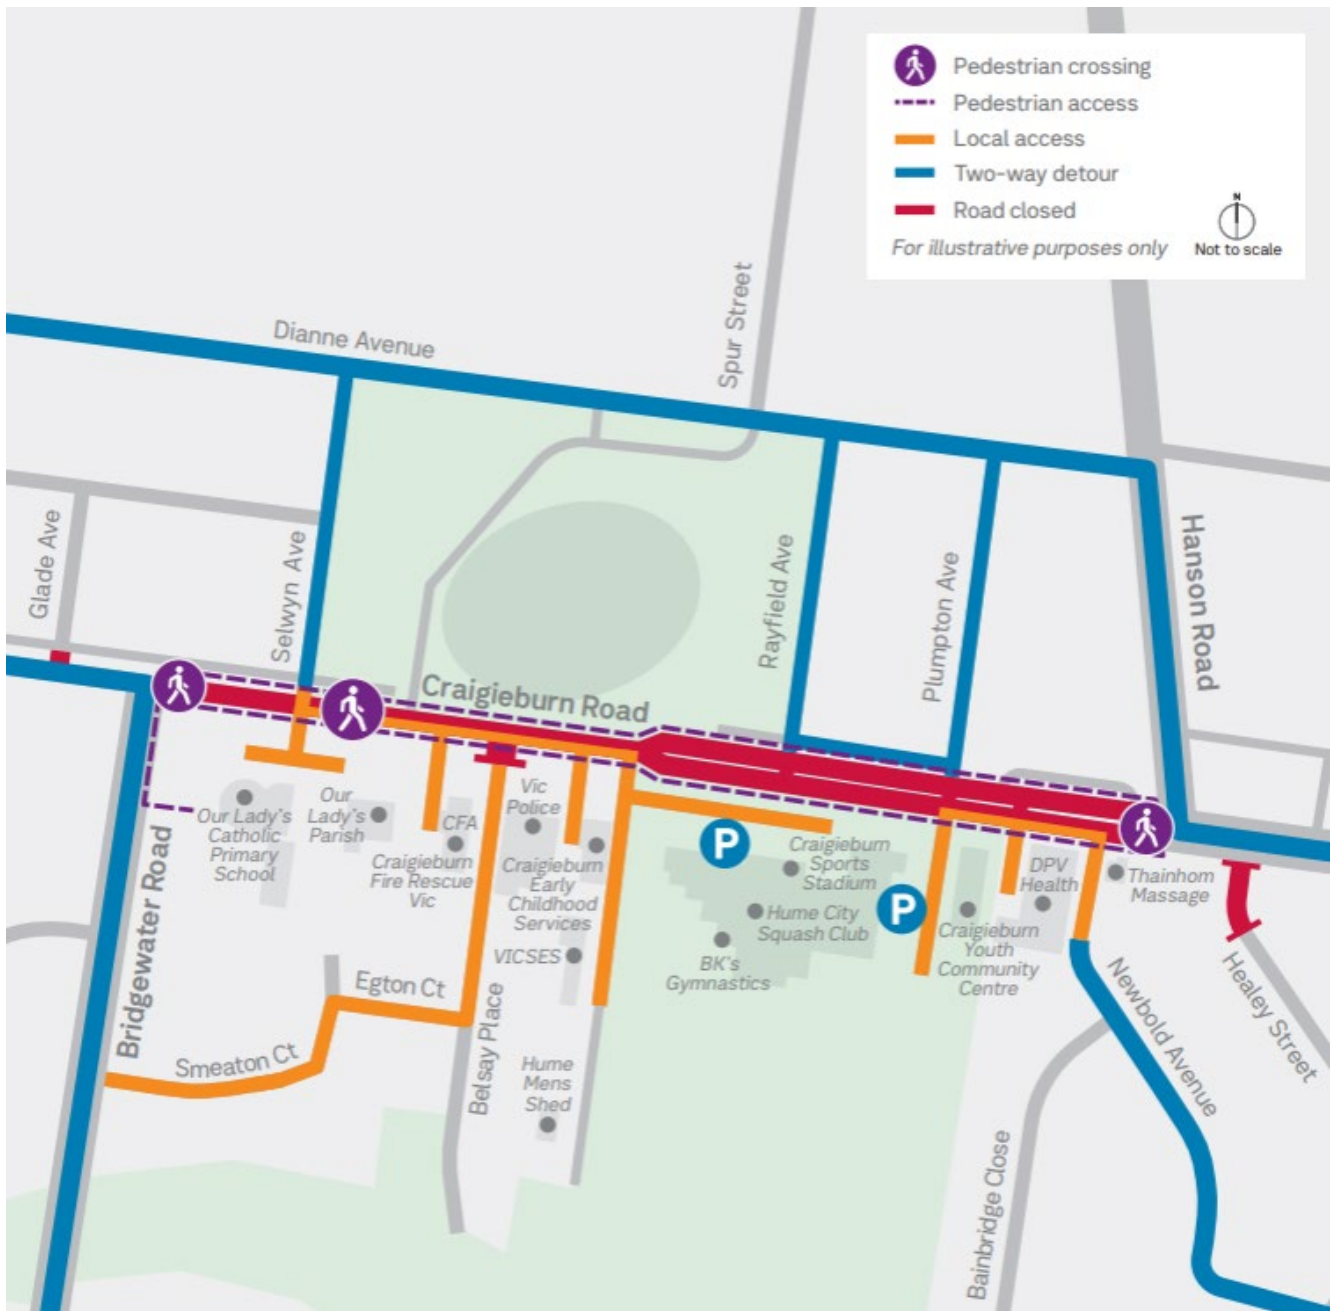 Pedestrian crossing
Pedestrian access
Local access
Two-way detour
Road closed
For illustrative purposes only
N
Not to scale
Dianne Avenue
Spur Street
Glade Ave
Selwyn Ave
Rayfield Ave
Plumpton Ave
Hanson Road
Craigieburn Road
Our Lady's
Catholic
Primary
School
Our
Lady's
Parish
CFA
Craigieburn
Fire Rescue
Vic
Vic
Police
Craigieburn
Early
Childhood
Services
VICSES
P
Craigieburn
Sports
Stadium
Hume City
Squash Club
BK's
Gymnastics
P
Craigieburn
Youth
Community
Centre
DPV
Health
Thainhom
Massage
Bridgewater Road
Egton Ct
Smeaton Ct
Belsay Place
Hume
Mens
Shed
Newbold Avenue
Healey Street
Bainbridge Close